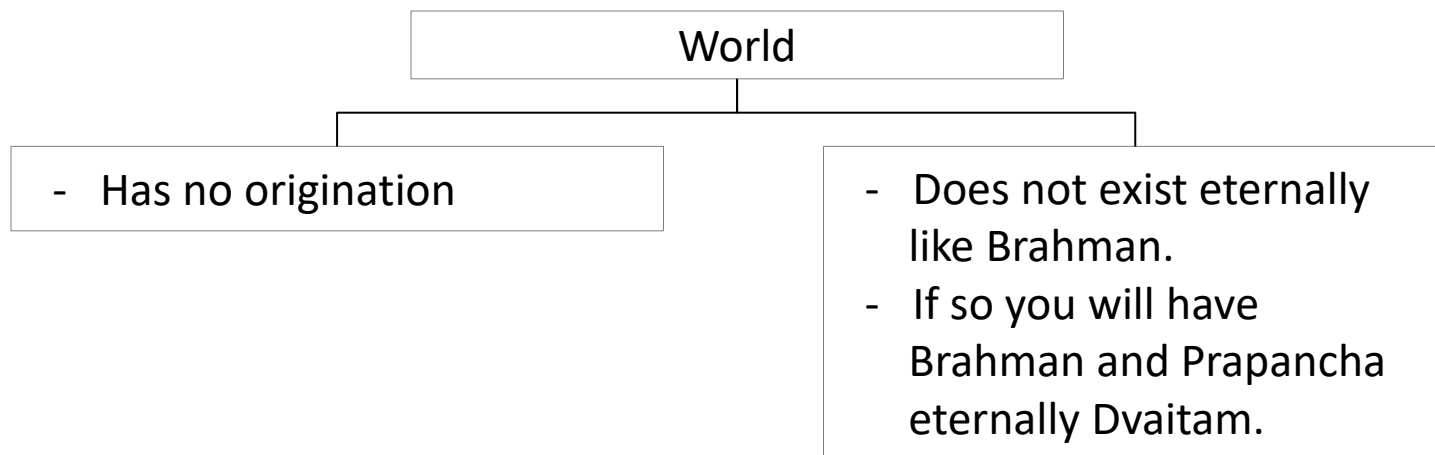 World
- Has no origination
- Does not exist eternally
like Brahman.
- If so you will have
Brahman and Prapancha
eternally Dvaitam.